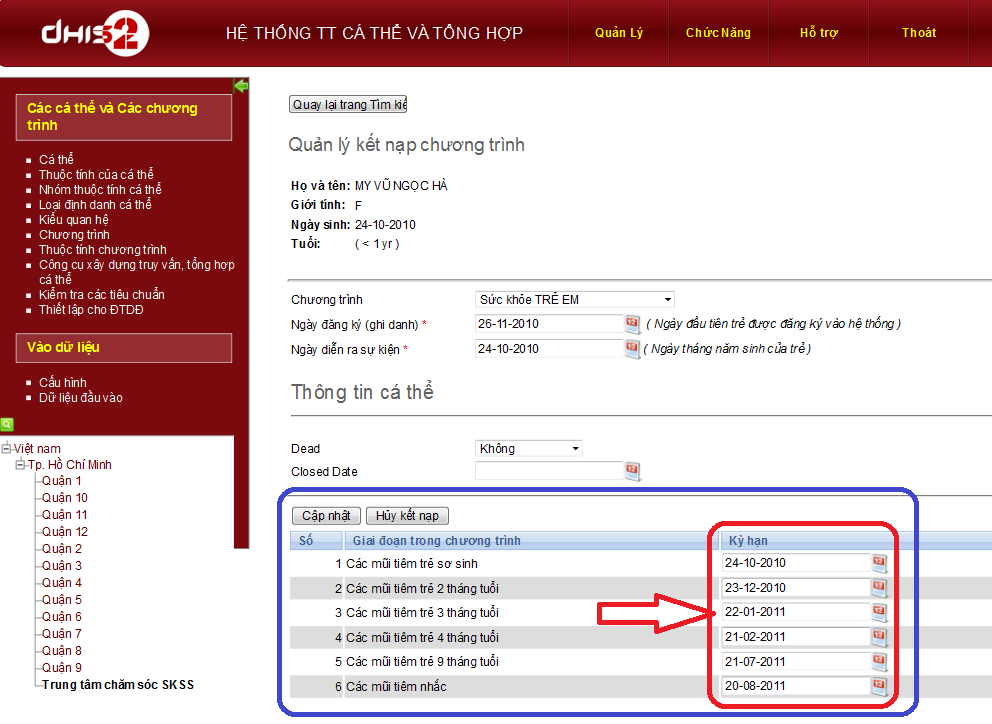 dHIS2
HỆ THỐNG TT CÁ THỂ VÀ TỔNG HỢP
Quản Lý
Chức Năng
Hỗ trợ
Thoát
Các cá thể và Các chương
trình
Cá thể
Thuộc tính của cá thể
Nhóm thuộc tính cá thể
Loại định danh cá thể
Kiểu quan hệ
Chương trình
Thuộc tính chương trình
Công cụ xây dựng truy vấn, tổng hợp
cá thể
Kiểm tra các tiêu chuẩn
Thiết lập cho ĐTDĐ
Vào dữ liệu
Cấu hình
Dữ liệu đầu vào
Việt nam
Tp. Hồ Chí Minh
Quận 1
Quận 10
Quận 11
Quận 12
Quận 2
Quận 3
Quận 4
Quận 5
Quận 6
Quận 7
Quận 8
Quận 9
Trung tâm chăm sóc SKSS
Quay lại trang Tìm kiế
Quản lý kết nạp chương trình
Họ và tên: MY VŨ NGỌC HÀ
Giới tính: F
Ngày sinh: 24-10-2010
Tuổi: ( < 1 yr )
Chương trình Sức khỏe TRẺ EM
Ngày đăng ký (ghi danh) * 26-11-2010 ( Ngày đầu tiên trẻ được đăng ký vào hệ thống )
Ngày diễn ra sự kiện * 24-10-2010 ( Ngày tháng năm sinh của trẻ )
Thông tin cá thể
Dead Không
Closed Date
Cập nhật Hủy kết nạp
Số Giai đoạn trong chương trình Kỳ hạn
1 Các mũi tiêm trẻ sơ sinh 24-10-2010
2 Các mũi tiêm trẻ 2 tháng tuổi 23-12-2010
3 Các mũi tiêm trẻ 3 tháng tuổi 22-01-2011
4 Các mũi tiêm trẻ 4 tháng tuổi 21-02-2011
5 Các mũi tiêm trẻ 9 tháng tuổi 21-07-2011
6 Các mũi tiêm nhắc 20-08-2011